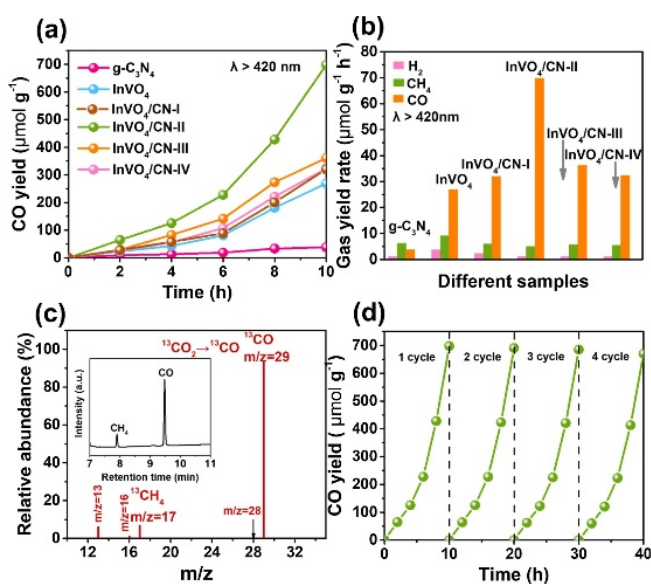 (a)
CO yield (μmol g⁻¹)
700
600
500
400
300
200
100
0
g-C₃N₄
InVO₄
InVO₄/CN-I
InVO₄/CN-II
InVO₄/CN-III
InVO₄/CN-IV
λ > 420 nm
0 2 4 6 8 10
Time (h)
(b)
Gas yield rate (μmol g⁻¹ h⁻¹)
80
70
60
50
40
30
20
10
0
H₂
CH₄
CO
λ > 420nm
InVO₄/CN-II
InVO₄/CN-III
InVO₄/CN-I
InVO₄/CN-IV
InVO₄
g-C₃N₄
Different samples
(c)
Relative abundance (%)
100
80
60
40
20
0
¹³CO₂→¹³CO
¹³CO
m/z=29
Intensity (a.u.)
CH₄
CO
7 8 9 10 11
Retention time (min)
m/z=13
m/z=16
¹³CH₄
m/z=17
m/z=28
12 16 20 24 28 32
m/z
(d)
CO yield ( μmol g⁻¹)
700
600
500
400
300
200
100
0
1 cycle
2 cycle
3 cycle
4 cycle
0 10 20 30 40
Time (h)